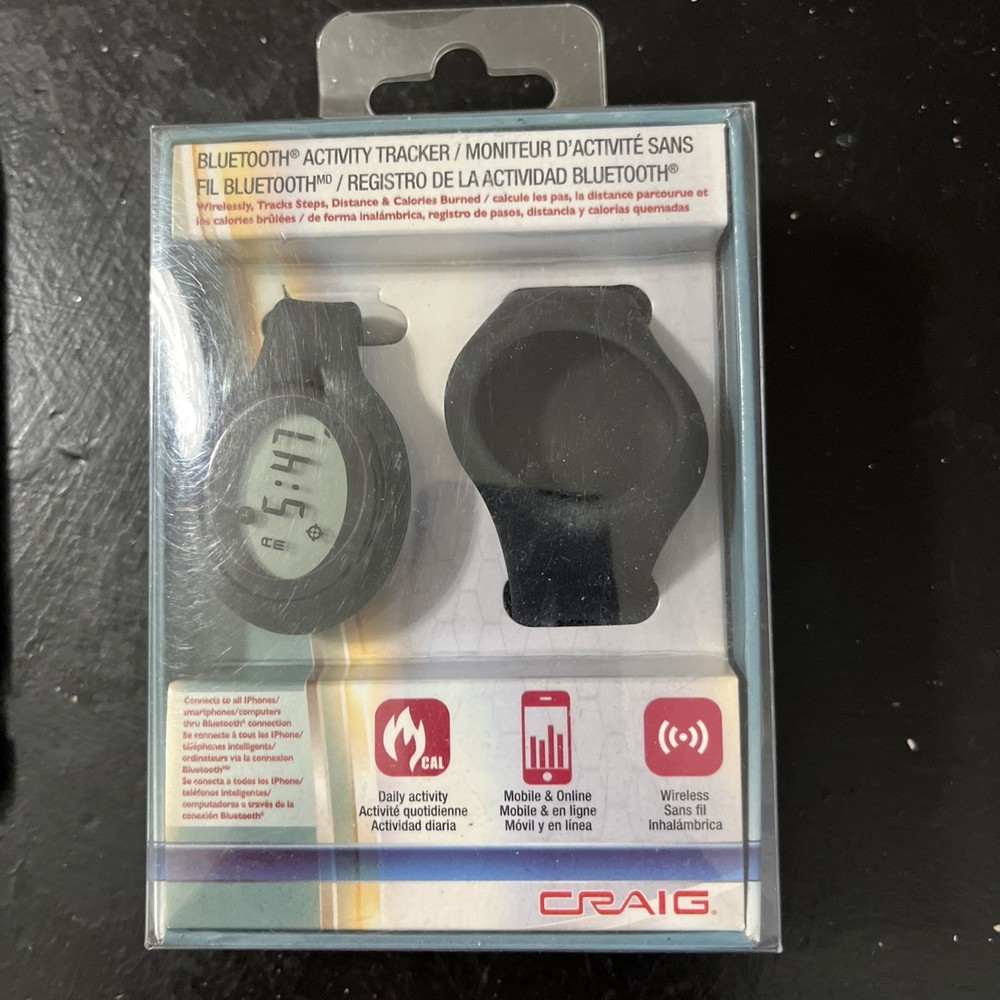 BLUETOOTH® ACTIVITY TRACKER / MONITEUR D'ACTIVITÉ SANS
FIL BLUETOOTHMD / REGISTRO DE LA ACTIVIDAD BLUETOOTH®
Wirelessly, Tracks Steps, Distance & Calories Burned / calcule les pas, la distance parcourue et
les calories brûlées / de forma inalámbrica, registro de pasos, distancia y calorias quemadas
AM 5:47
Connects to all IPhones/
smartphones/computers
thru Bluetooth® connection
Se connecte à tous les IPhone/
téléphones intelligents/
ordinateurs via la connexion
BluetoothMD
Se conecta a todos los IPhone/
teléfonos inteligentes/
computadoras a través de la
conexión Bluetooth®
CAL
Daily activity
Activité quotidienne
Actividad diaria
Mobile & Online
Mobile & en ligne
Móvil y en línea
Wireless
Sans fil
Inhalámbrica
CRAIG®